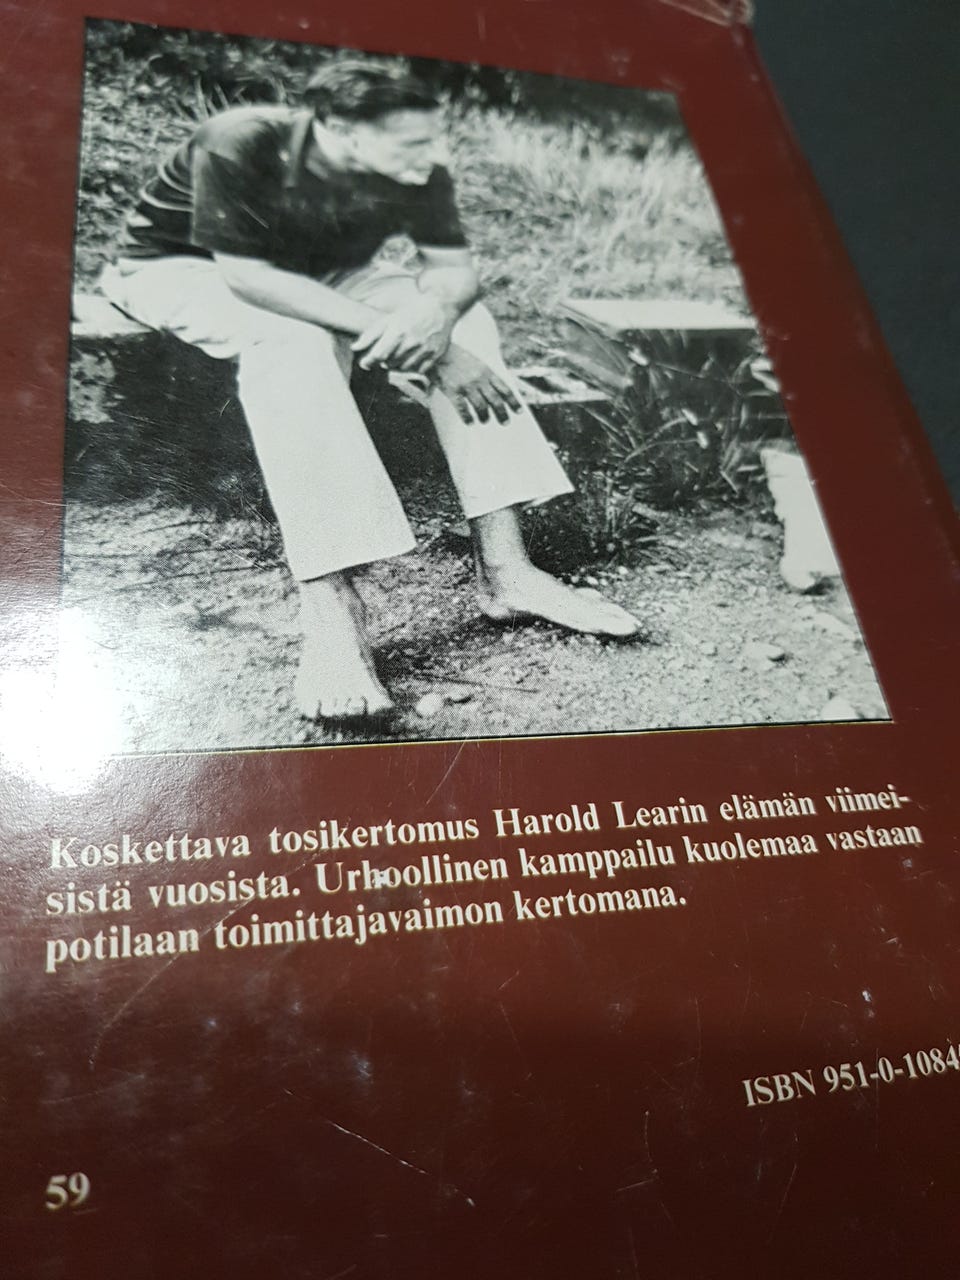 Koskettava tosikertomus Harold Learin elämän viimei-
sistä vuosista. Urhoollinen kamppailu kuolemaa vastaan
potilaan toimittajavaimon kertomana.
ISBN 951-0-1084
59